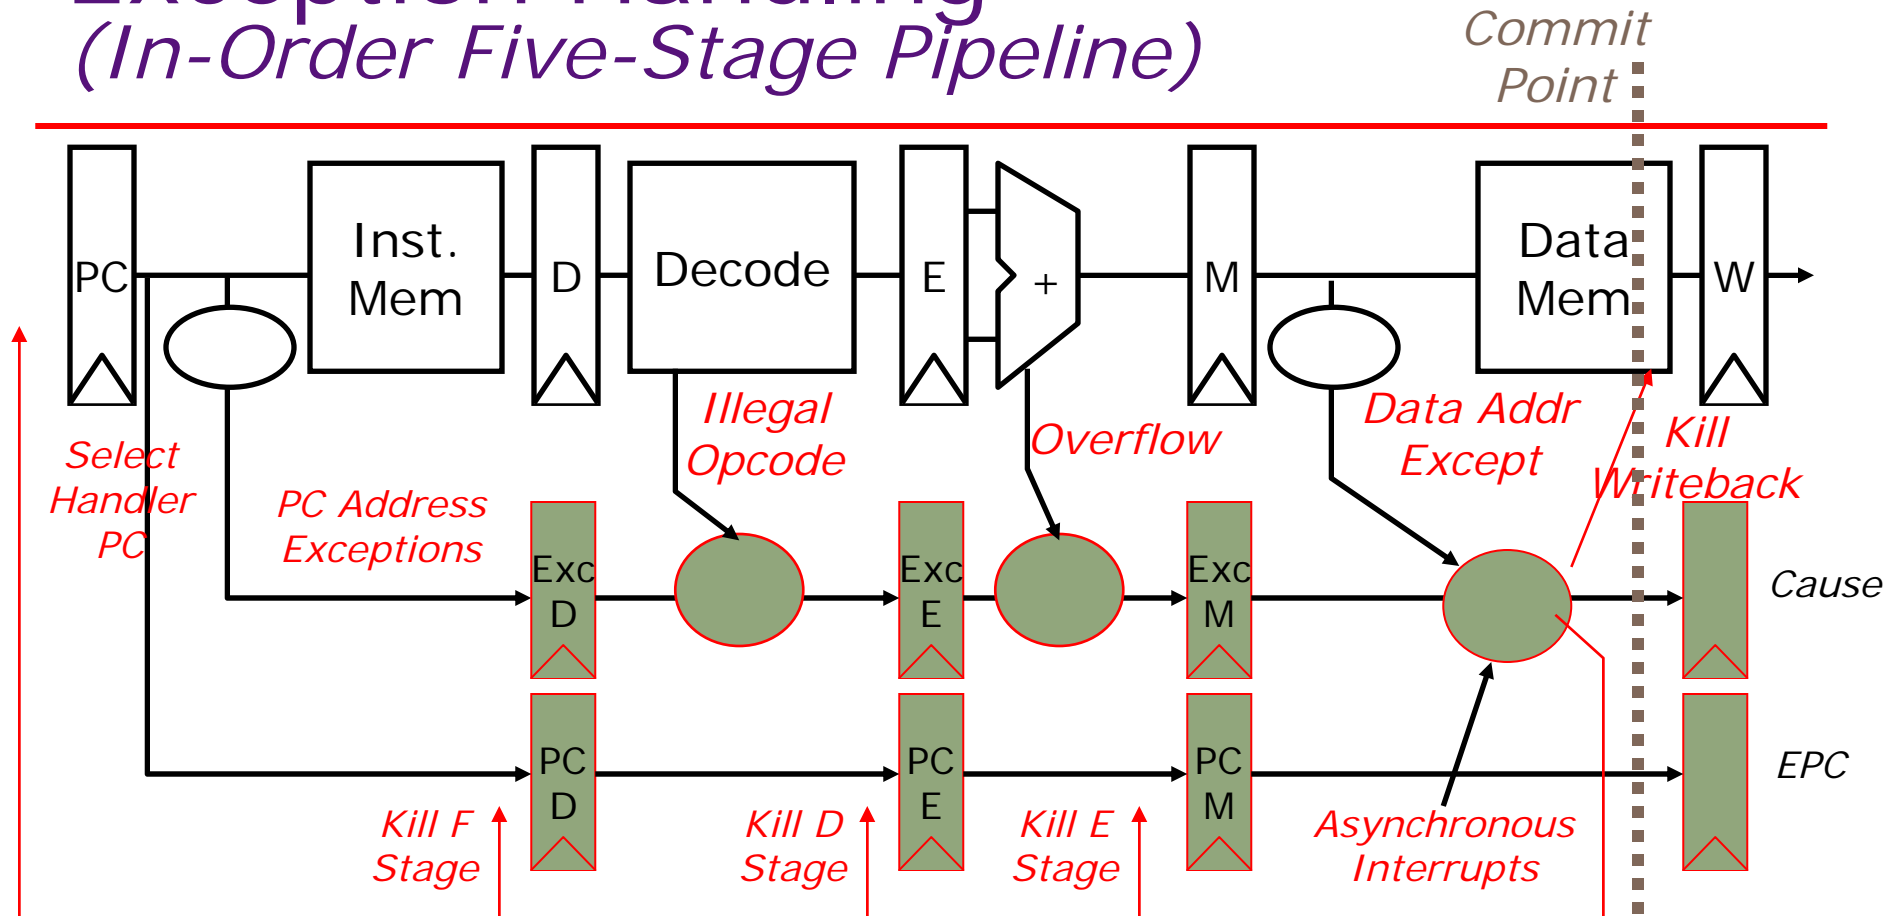 Exception Handling
(In-Order Five-Stage Pipeline)
Commit
Point
PC
Inst.
Mem
D
Decode
E
+
M
Data
Mem
W
Select
Handler
PC
PC Address
Exceptions
Illegal
Opcode
Overflow
Data Addr
Except
Kill
Writeback
Exc
D
Exc
E
Exc
M
Cause
PC
D
PC
E
PC
M
EPC
Kill F
Stage
Kill D
Stage
Kill E
Stage
Asynchronous
Interrupts